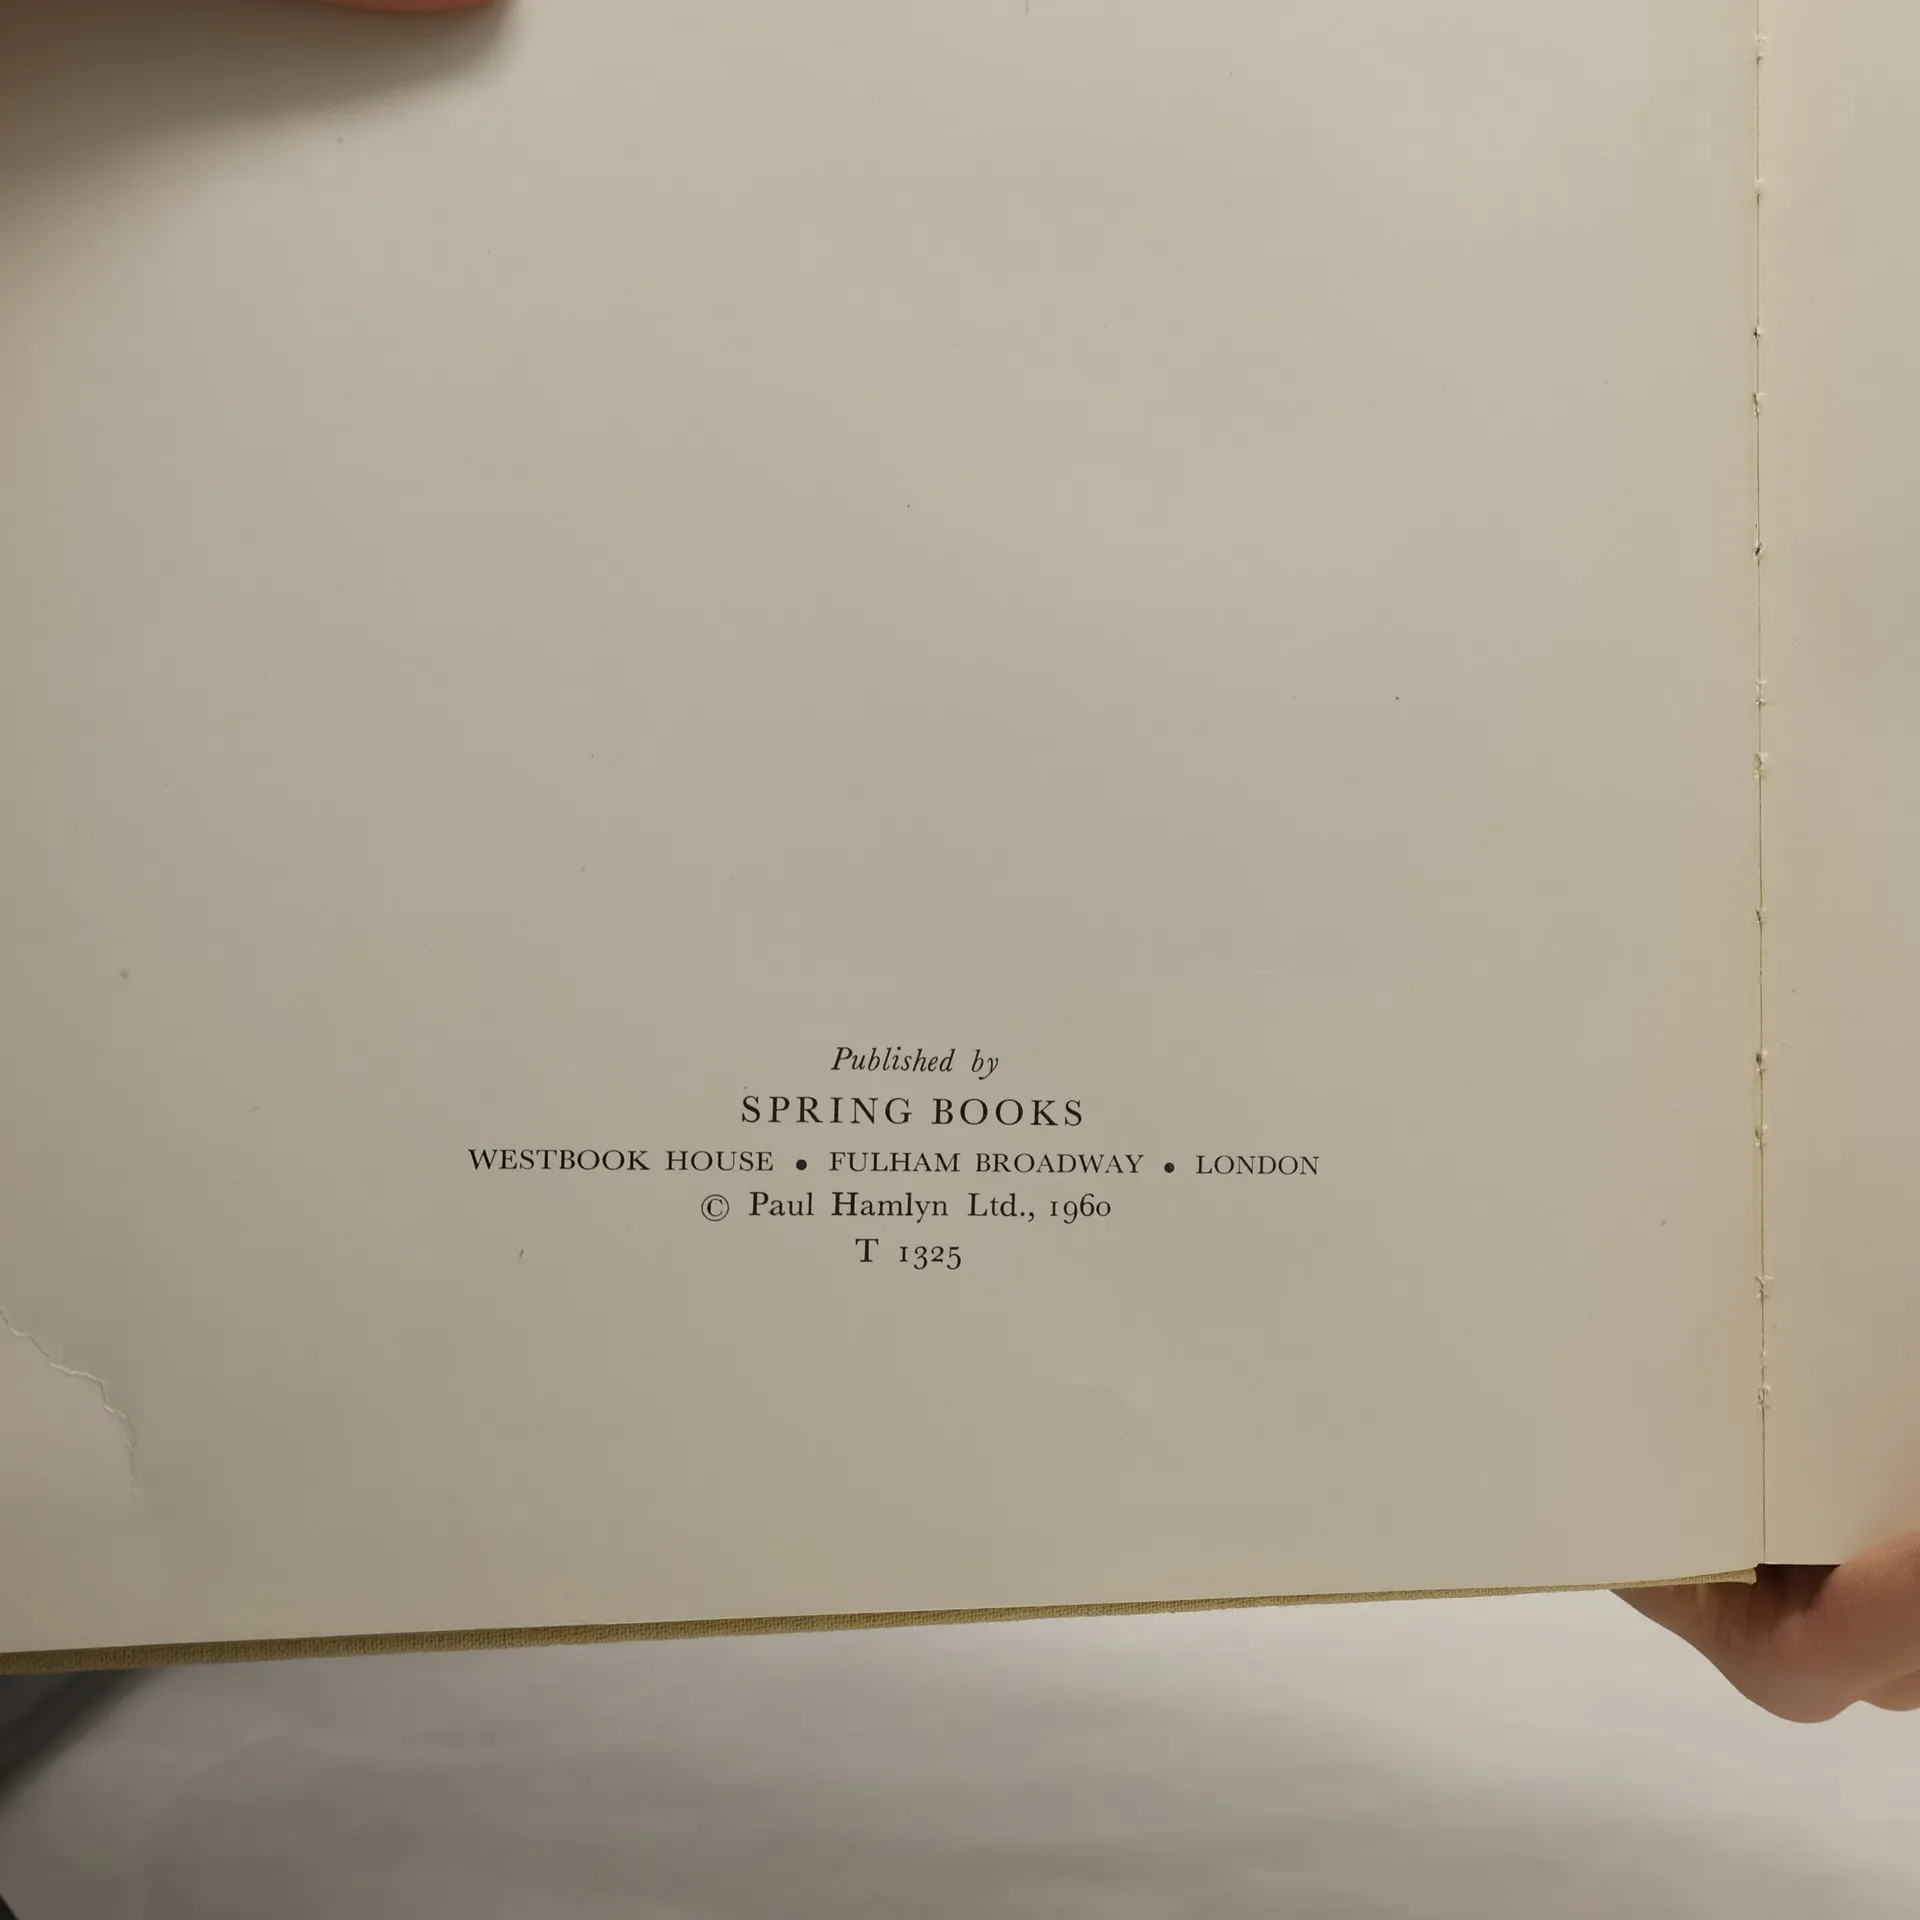 Published by
SPRING BOOKS
WESTBOOK HOUSE • FULHAM BROADWAY • LONDON
© Paul Hamlyn Ltd., 1960
T 1325